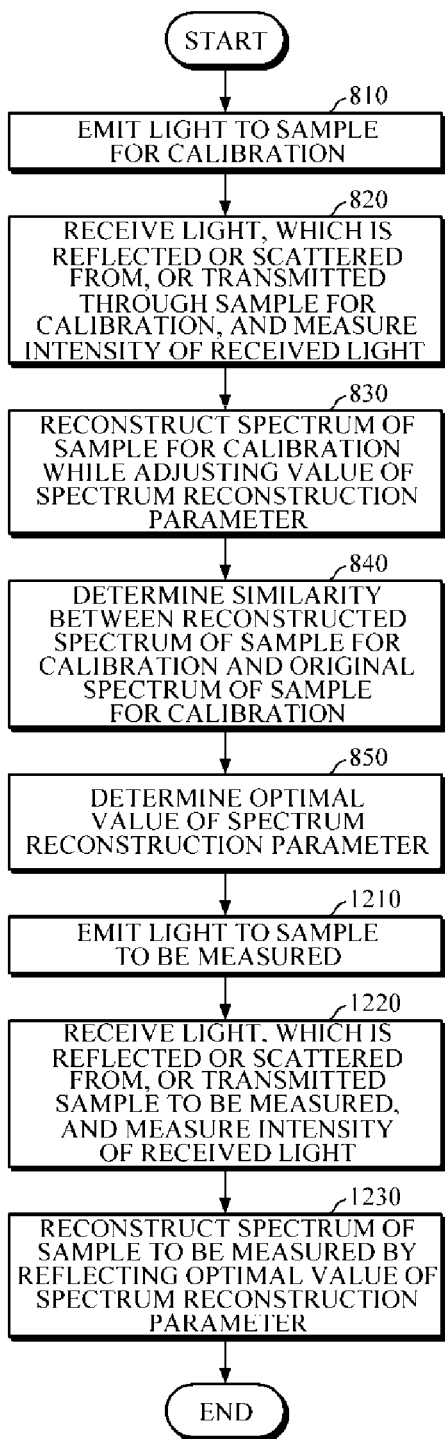 START
810
EMIT LIGHT TO SAMPLE
FOR CALIBRATION
820
RECEIVE LIGHT, WHICH IS
REFLECTED OR SCATTERED
FROM, OR TRANSMITTED
THROUGH SAMPLE FOR
CALIBRATION, AND MEASURE
INTENSITY OF RECEIVED LIGHT
830
RECONSTRUCT SPECTRUM OF
SAMPLE FOR CALIBRATION
WHILE ADJUSTING VALUE OF
SPECTRUM RECONSTRUCTION
PARAMETER
840
DETERMINE SIMILARITY
BETWEEN RECONSTRUCTED
SPECTRUM OF SAMPLE FOR
CALIBRATION AND ORIGINAL
SPECTRUM OF SAMPLE
FOR CALIBRATION
850
DETERMINE OPTIMAL
VALUE OF SPECTRUM
RECONSTRUCTION PARAMETER
1210
EMIT LIGHT TO SAMPLE
TO BE MEASURED
1220
RECEIVE LIGHT, WHICH IS
REFLECTED OR SCATTERED
FROM, OR TRANSMITTED
SAMPLE TO BE MEASURED,
AND MEASURE INTENSITY
OF RECEIVED LIGHT
1230
RECONSTRUCT SPECTRUM OF
SAMPLE TO BE MEASURED BY
REFLECTING OPTIMAL VALUE OF
SPECTRUM RECONSTRUCTION
PARAMETER
END